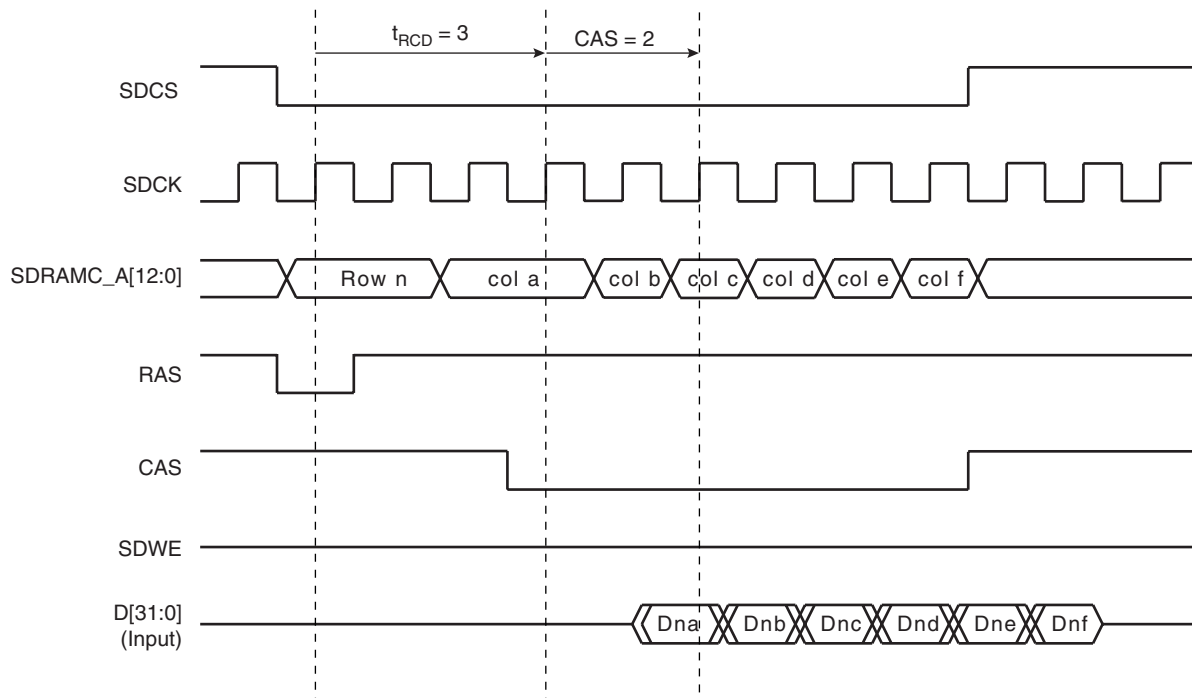 t_RCD = 3
CAS = 2
SDCS
SDCK
SDRAMC_A[12:0]
Row n
col a
col b
col c
col d
col e
col f
RAS
CAS
SDWE
D[31:0]
(Input)
Dna
Dnb
Dnc
Dnd
Dne
Dnf